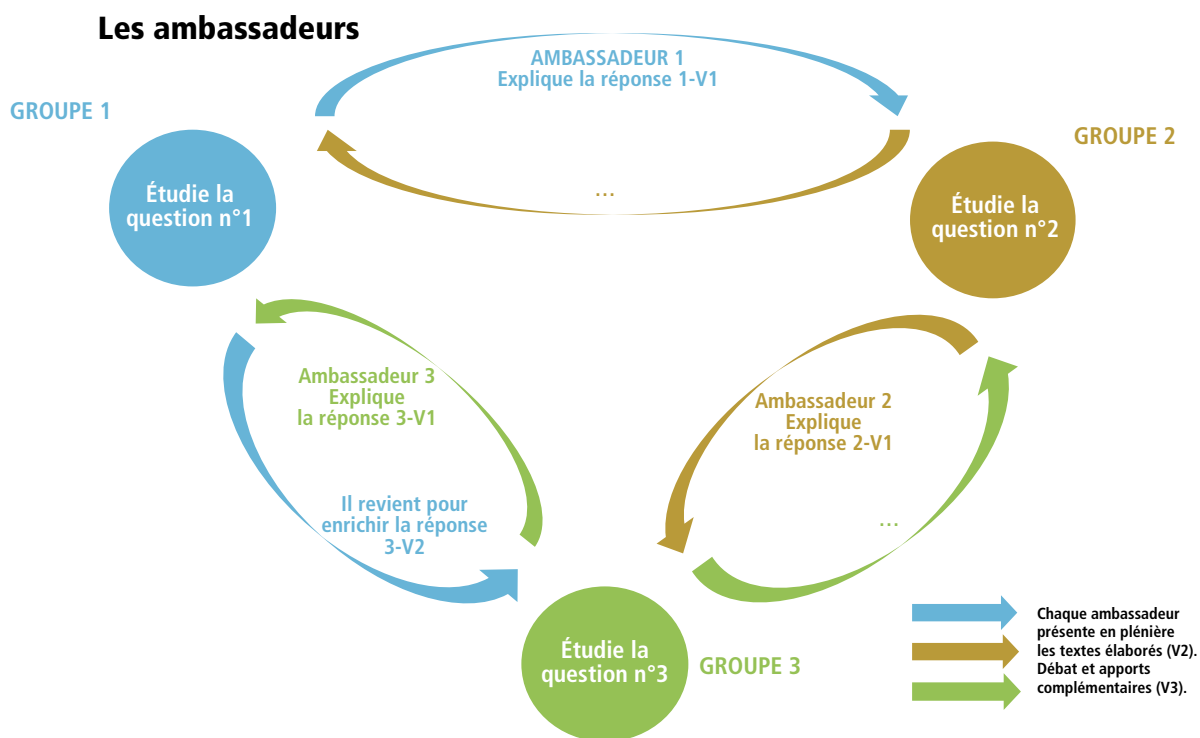 Les ambassadeurs
AMBASSADEUR 1
Explique la réponse 1-V1
GROUPE 1
GROUPE 2
Étudie la
question n°1
...
Étudie la
question n°2
Ambassadeur 3
Explique
la réponse 3-V1
Ambassadeur 2
Explique
la réponse 2-V1
Il revient pour
enrichir la réponse
3-V2
...
Étudie la
question n°3
GROUPE 3
Chaque ambassadeur
présente en plénière
les textes élaborés (V2).
Débat et apports
complémentaires (V3).